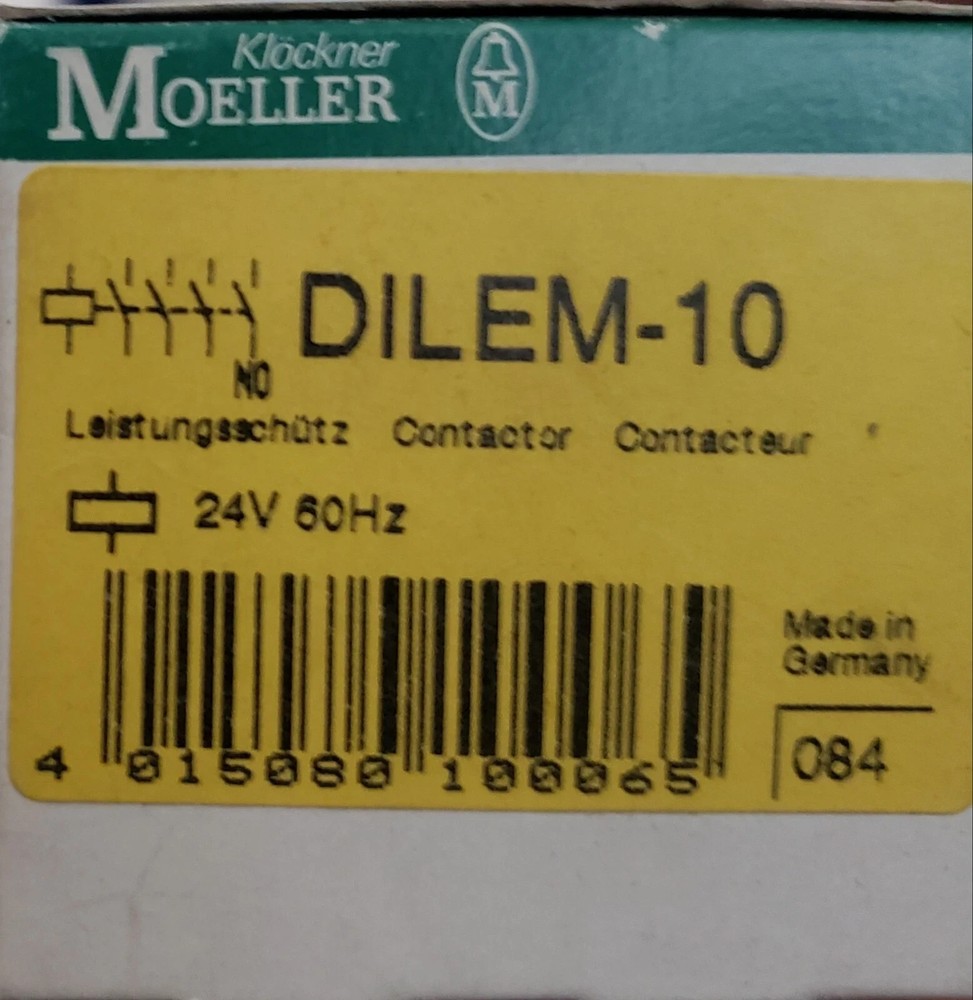 Klöckner
MOELLER
M
DILEM-10
NO
Leistungsschütz Contactor Contacteur
24V 60Hz
Made in
Germany
4 015080 100065
084